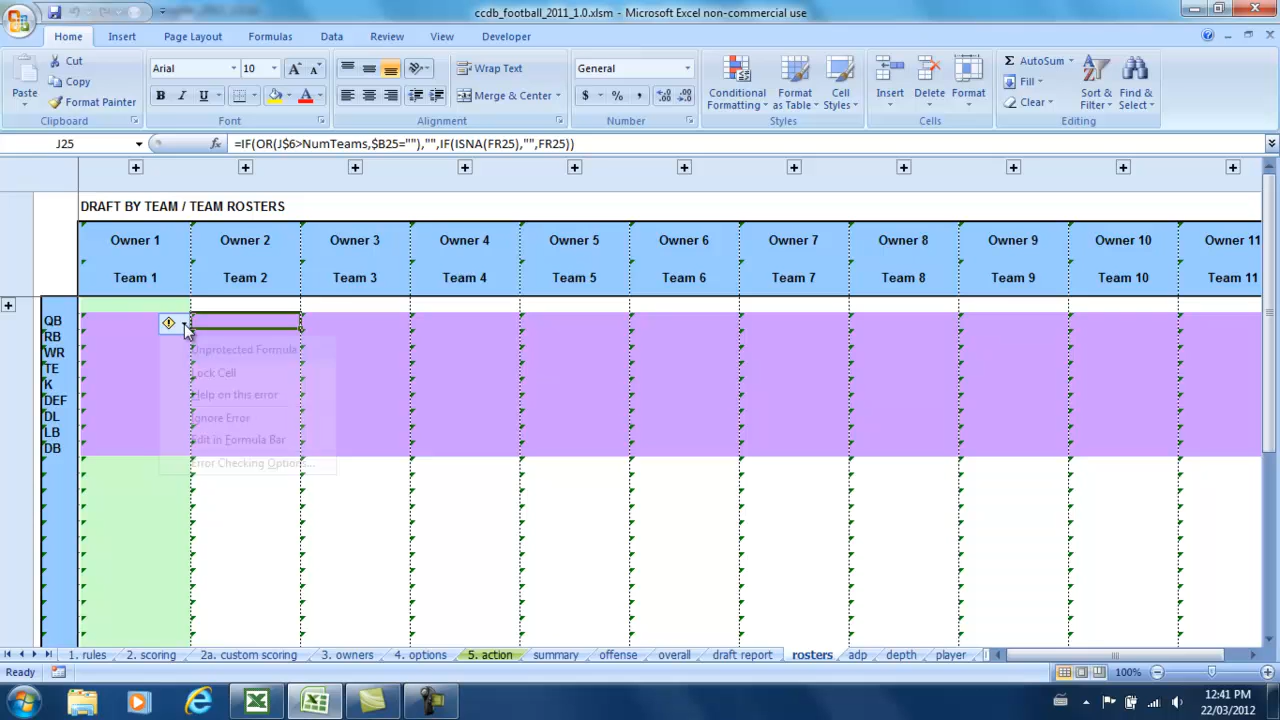 ccdb_football_2011_1.0.xlsm - Microsoft Excel non-commercial use
Home Insert Page Layout Formulas Data Review View Developer
Paste Cut Copy Format Painter Clipboard
Arial 10 B I U A A A Font
Wrap Text Merge & Center Alignment
General $ % , Number
Conditional Formatting Format as Table Cell Styles Styles
Insert Delete Format Cells
Σ AutoSum Fill Clear Sort & Filter Find & Select Editing
J25 fx =IF(OR(J$6>NumTeams,$B25=""),"",IF(ISNA(FR25),"",FR25))
DRAFT BY TEAM / TEAM ROSTERS
Owner 1 Owner 2 Owner 3 Owner 4 Owner 5 Owner 6 Owner 7 Owner 8 Owner 9 Owner 10 Owner 11
Team 1 Team 2 Team 3 Team 4 Team 5 Team 6 Team 7 Team 8 Team 9 Team 10 Team 11
QB
RB
WR
TE
K
DEF
DL
LB
DB
Unprotected Formula
Lock Cell
Help on this error
Ignore Error
Edit in Formula Bar
Error Checking Options...
1. rules 2. scoring 2a. custom scoring 3. owners 4. options 5. action summary offense overall draft report rosters adp depth player
Ready 100%
12:41 PM
22/03/2012